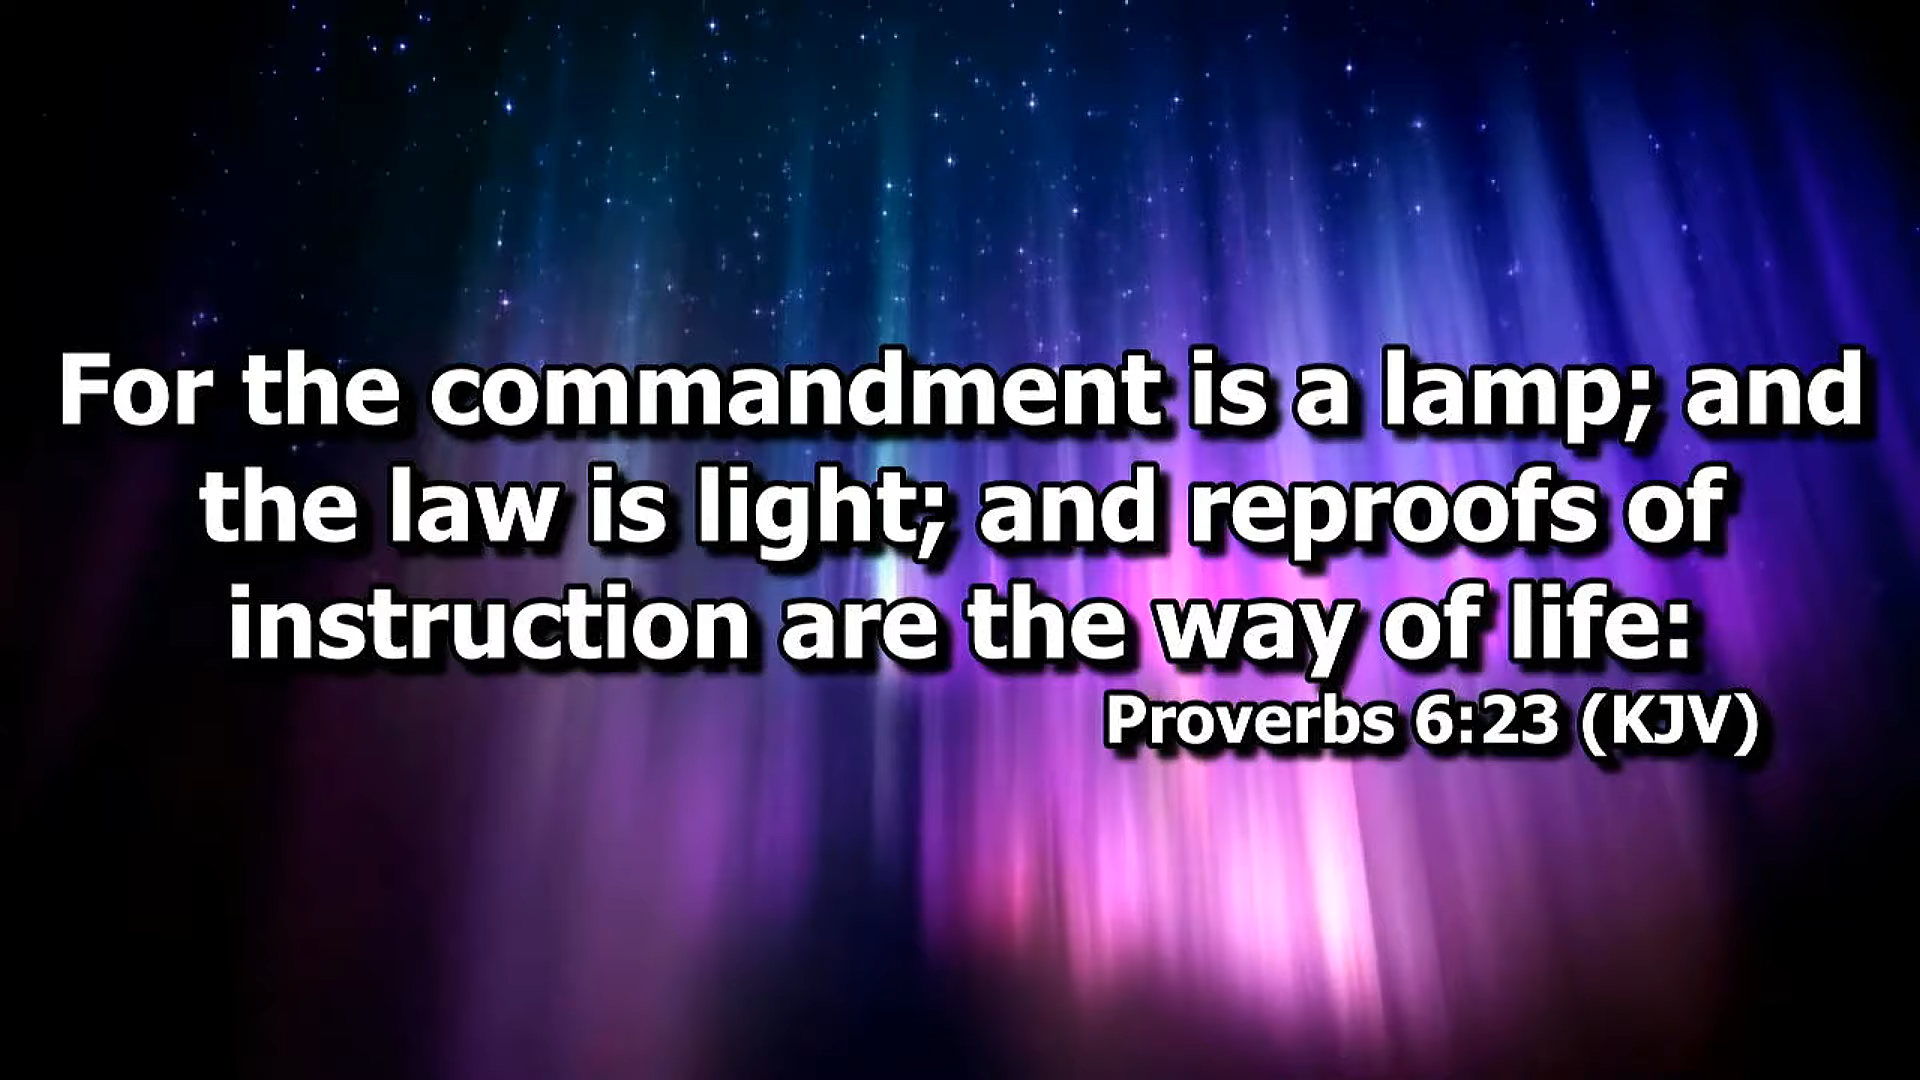 For the commandment is a lamp; and
the law is light; and reproofs of
instruction are the way of life:
Proverbs 6:23 (KJV)